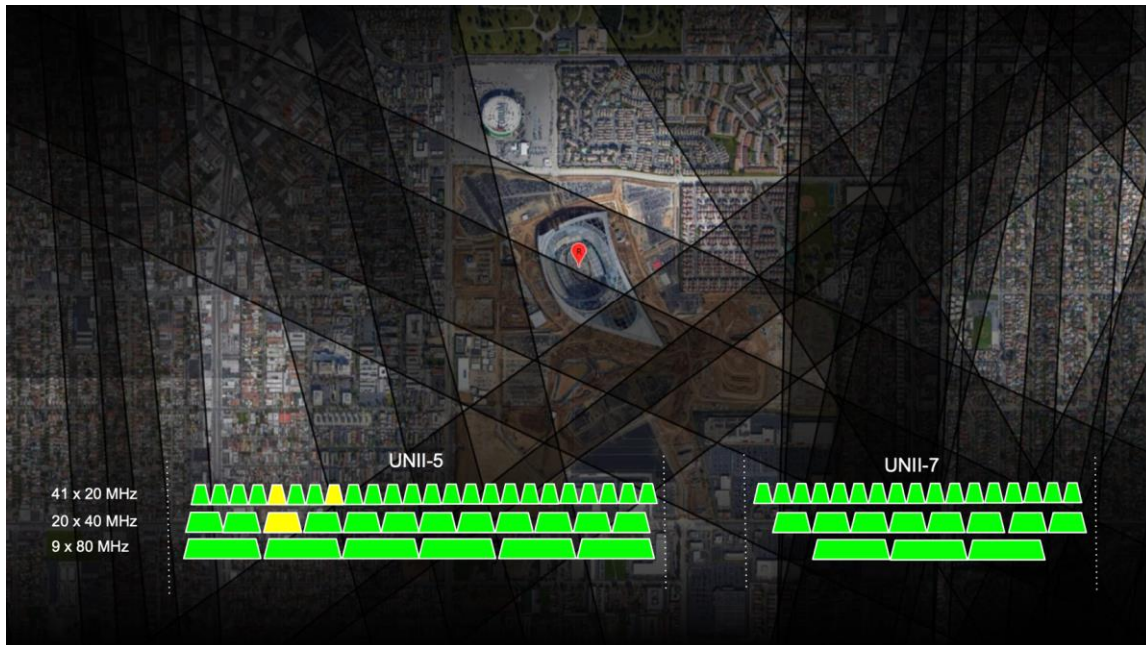 R
UNII-5
UNII-7
41 x 20 MHz
20 x 40 MHz
9 x 80 MHz